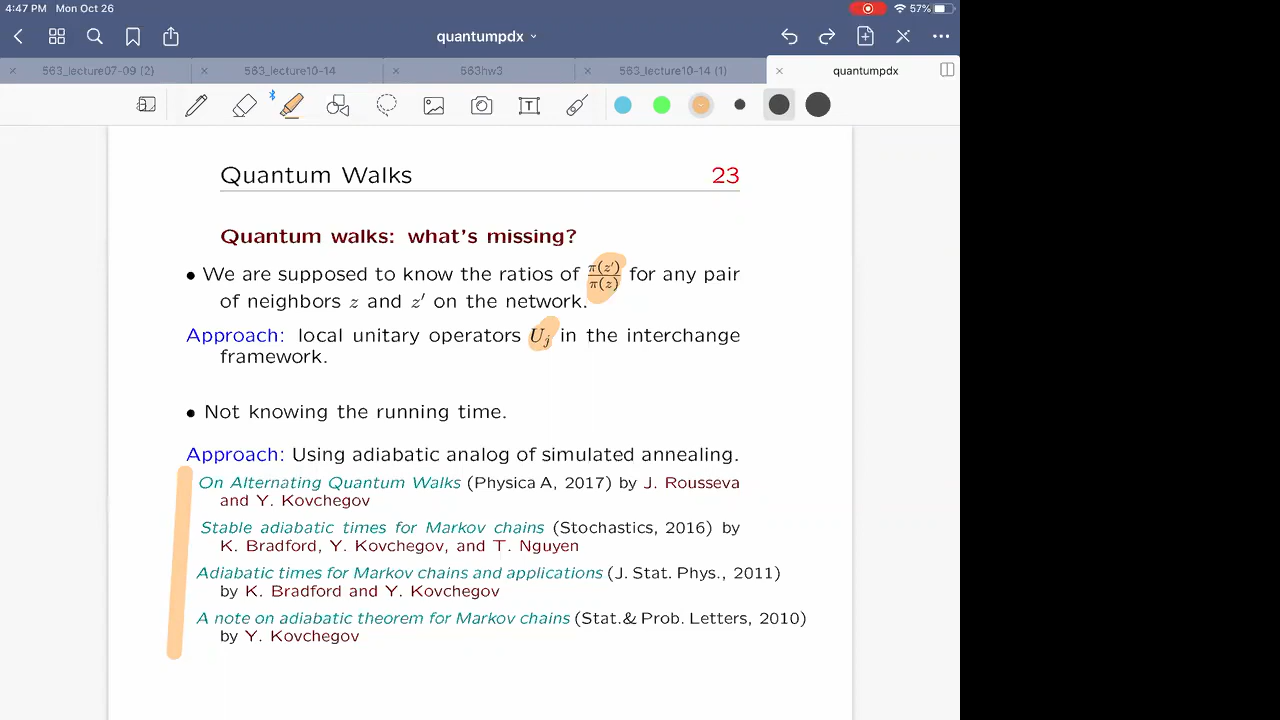 4:47 PM Mon Oct 26
57%
quantumpdx
563_lecture07-09 (2)
563_lecture10-14
563hw3
563_lecture10-14 (1)
quantumpdx
Quantum Walks 23
Quantum walks: what's missing?
• We are supposed to know the ratios of π(z′)/π(z) for any pair
of neighbors z and z′ on the network.
Approach: local unitary operators U_j in the interchange
framework.
• Not knowing the running time.
Approach: Using adiabatic analog of simulated annealing.
On Alternating Quantum Walks (Physica A, 2017) by J. Rousseva
and Y. Kovchegov
Stable adiabatic times for Markov chains (Stochastics, 2016) by
K. Bradford, Y. Kovchegov, and T. Nguyen
Adiabatic times for Markov chains and applications (J. Stat. Phys., 2011)
by K. Bradford and Y. Kovchegov
A note on adiabatic theorem for Markov chains (Stat.& Prob. Letters, 2010)
by Y. Kovchegov